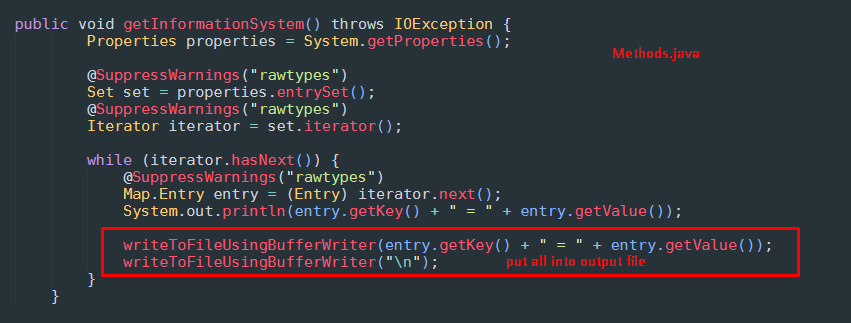 public void getInformationSystem() throws IOException {
Properties properties = System.getProperties();
Methods.java
@SuppressWarnings("rawtypes")
Set set = properties.entrySet();
@SuppressWarnings("rawtypes")
Iterator iterator = set.iterator();
while (iterator.hasNext()) {
@SuppressWarnings("rawtypes")
Map.Entry entry = (Entry) iterator.next();
System.out.println(entry.getKey() + " = " + entry.getValue());
writeToFileUsingBufferWriter(entry.getKey() + " = " + entry.getValue());
writeToFileUsingBufferWriter("\n");
put all into output file
}
}